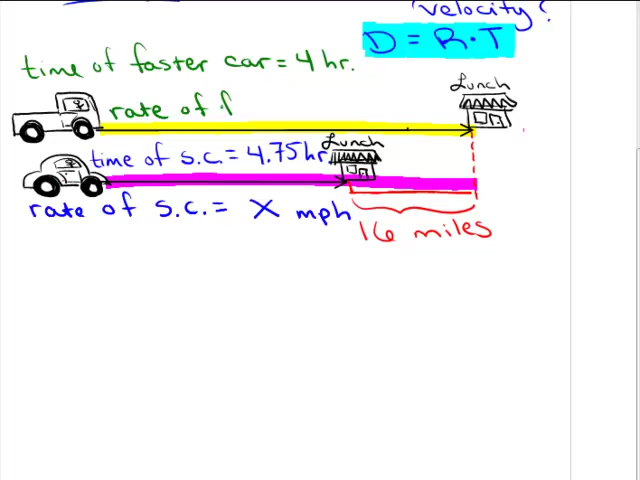 velocity?
D = R·T
time of faster car = 4 hr.
Lunch
rate of f
Lunch
time of s.c. = 4.75 hr
rate of s.c. = X mph
16 miles